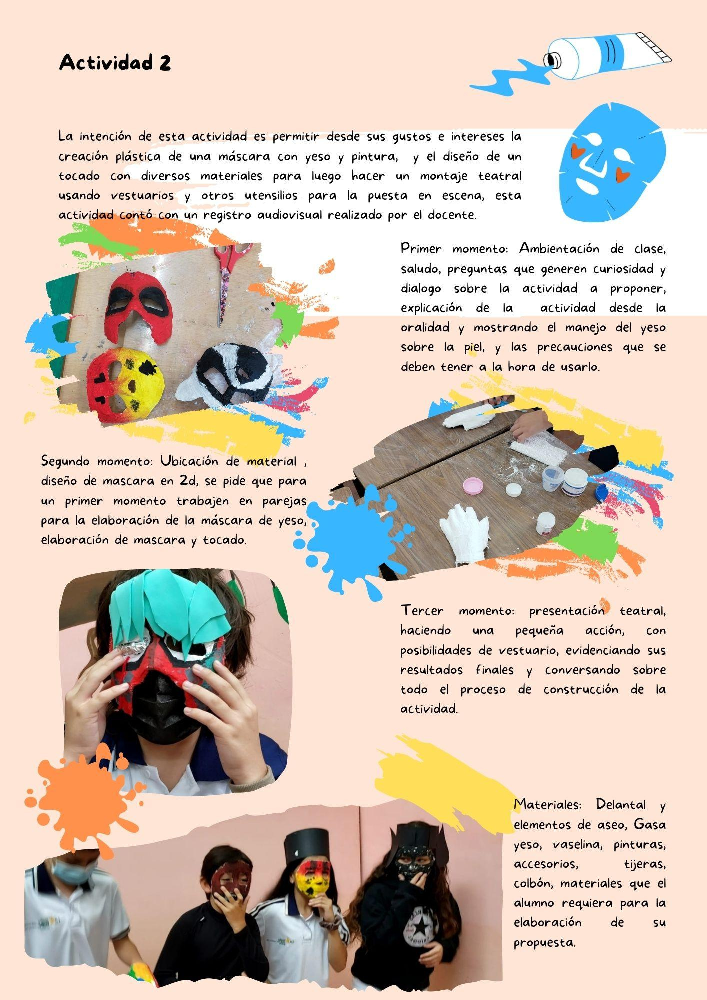 Actividad 2
La intención de esta actividad es permitir desde sus gustos e intereses la
creación plástica de una máscara con yeso y pintura, y el diseño de un
tocado con diversos materiales para luego hacer un montaje teatral
usando vestuarios y otros utensilios para la puesta en escena, esta
actividad contó con un registro audiovisual realizado por el docente.
Primer momento: Ambientación de clase,
saludo, preguntas que generen curiosidad y
dialogo sobre la actividad a proponer,
explicación de la actividad desde la
oralidad y mostrando el manejo del yeso
sobre la piel, y las precauciones que se
deben tener a la hora de usarlo.
Segundo momento: Ubicación de material ,
diseño de mascara en 2d, se pide que para
un primer momento trabajen en parejas
para la elaboración de la máscara de yeso,
elaboración de mascara y tocado.
Tercer momento: presentación teatral,
haciendo una pequeña acción, con
posibilidades de vestuario, evidenciando sus
resultados finales y conversando sobre
todo el proceso de construcción de la
actividad.
Materiales: Delantal y
elementos de aseo, Gasa
yeso, vaselina, pinturas,
accesorios, tijeras,
colbón, materiales que el
alumno requiera para la
elaboración de su
propuesta.